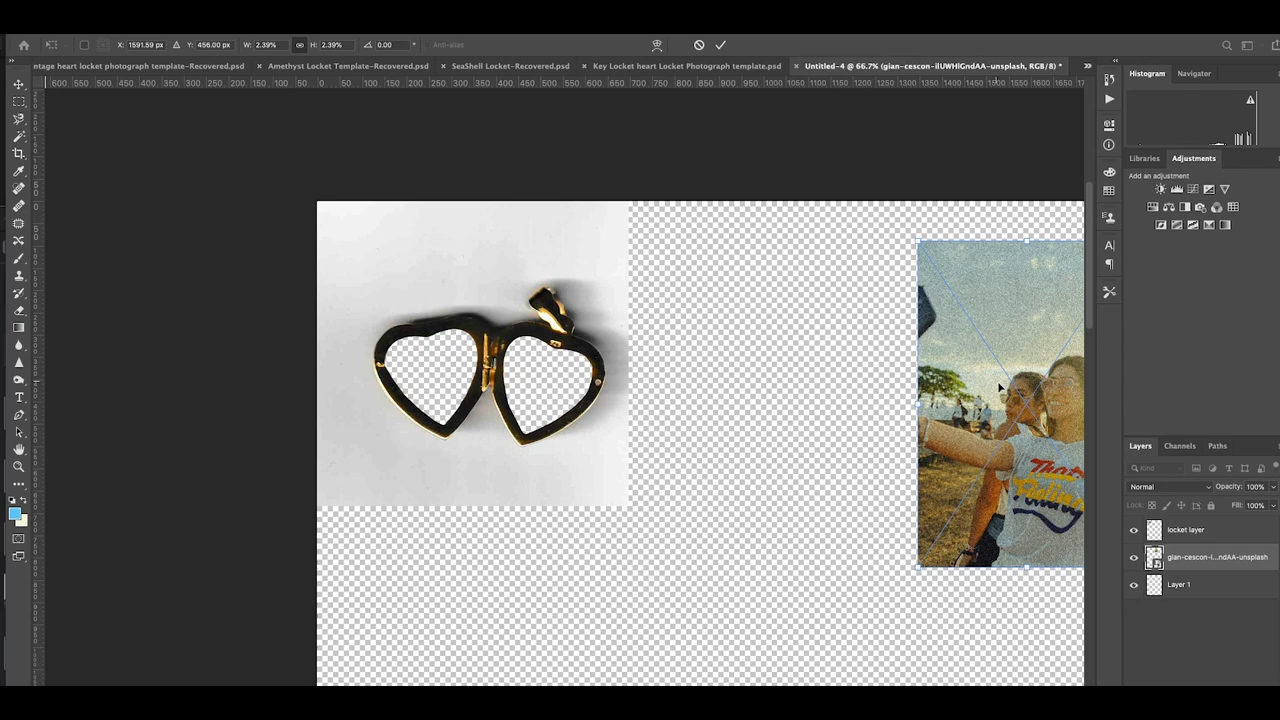 X: 1591.59 px Y: 456.00 px W: 2.39% H: 2.39% 0.00 Anti-alias
ntage heart locket photograph template-Recovered.psd × Amethyst Locket Template-Recovered.psd × SeaShell Locket-Recovered.psd × Key Locket heart Locket Photograph template.psd × Untitled-4 @ 66.7% (gian-cescon-ilUWHlGndAA-unsplash, RGB/8) *
600 550 500 450 400 350 300 250 200 150 100 50 0 50 100 150 200 250 300 350 400 450 500 550 600 650 700 750 800 850 900 950 1000 1050 1100 1150 1200 1250 1300 1350 1400 1450 1500 1550 1600 1650
Histogram Navigator
Libraries Adjustments
Add an adjustment
Layers Channels Paths
Kind
Normal Opacity: 100%
Lock: Fill: 100%
locket layer
gian-cescon-i...ndAA-unsplash
Layer 1